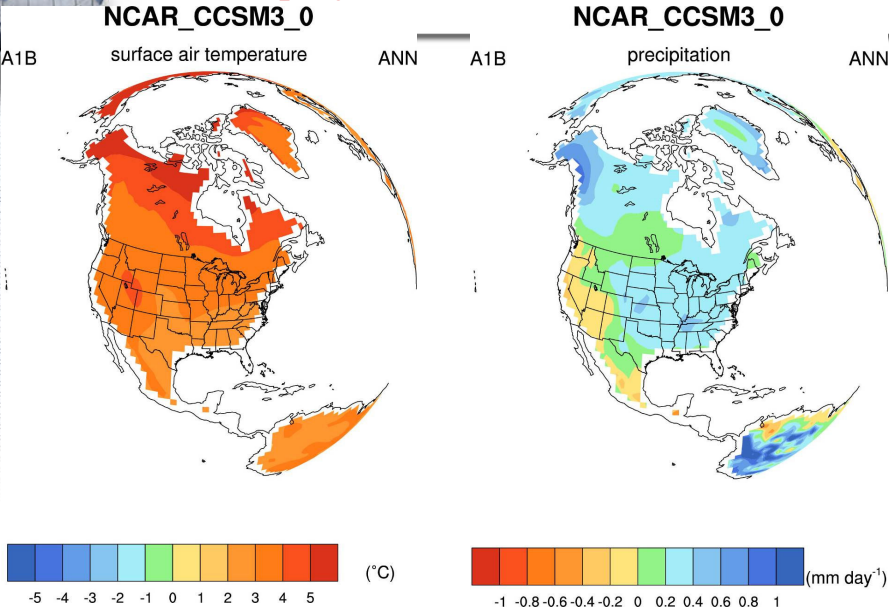 NCAR_CCSM3_0
A1B surface air temperature ANN
-5 -4 -3 -2 -1 0 1 2 3 4 5
(°C)
NCAR_CCSM3_0
A1B precipitation ANN
-1 -0.8 -0.6 -0.4 -0.2 0 0.2 0.4 0.6 0.8 1
(mm day⁻¹)